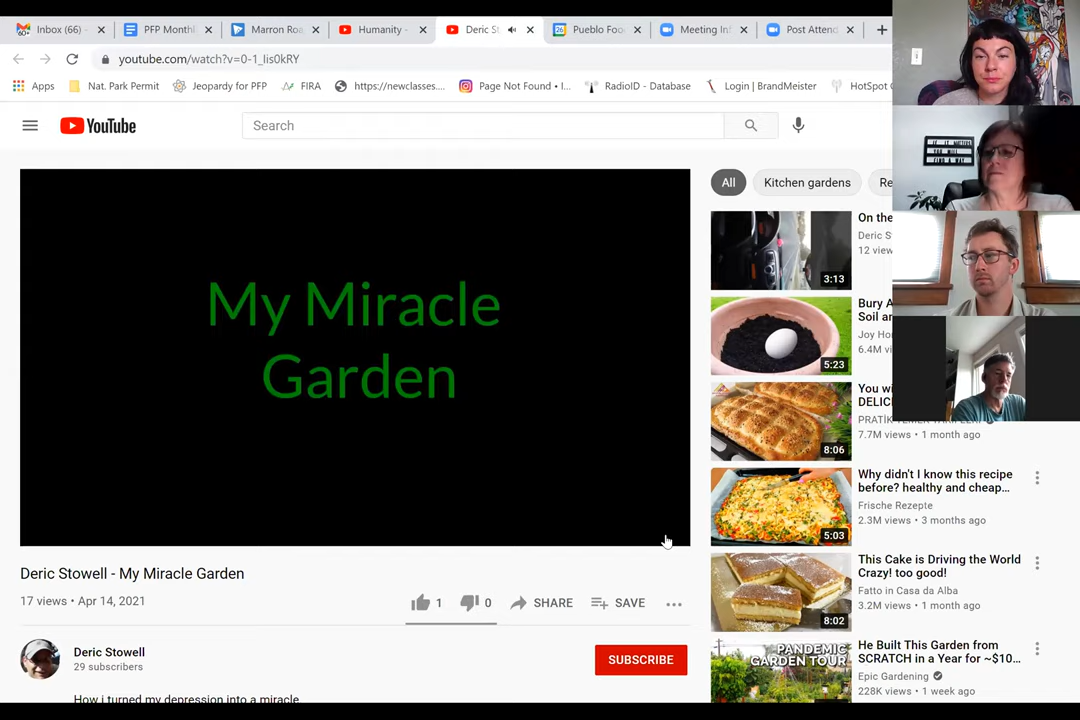 Inbox (66) -
PFP Month
Marron Roa
Humanity -
Deric S
Pueblo Foo
Meeting In
Post Attend
youtube.com/watch?v=0-1_Iis0kRY
Apps
Nat. Park Permit
Jeopardy for PFP
FIRA
https://newclasses....
Page Not Found • I...
RadioID - Database
Login | BrandMeister
HotSpot
YouTube
Search
All
Kitchen gardens
Re
My Miracle
Garden
On the
Deric S
12 view
3:13
Bury A
Soil an
Joy Ho
6.4M vi
5:23
You wi
DELIC
7.7M views • 1 month ago
8:06
Why didn't I know this recipe
before? healthy and cheap...
Frische Rezepte
2.3M views • 3 months ago
5:03
This Cake is Driving the World
Crazy! too good!
Fatto in Casa da Alba
3.2M views • 1 month ago
8:02
PANDEMIC
GARDEN TOUR
He Built This Garden from
SCRATCH in a Year for ~$10...
Epic Gardening
228K views • 1 week ago
Deric Stowell - My Miracle Garden
17 views • Apr 14, 2021
1
0
SHARE
SAVE
Deric Stowell
29 subscribers
SUBSCRIBE
How i turned my depression into a miracle